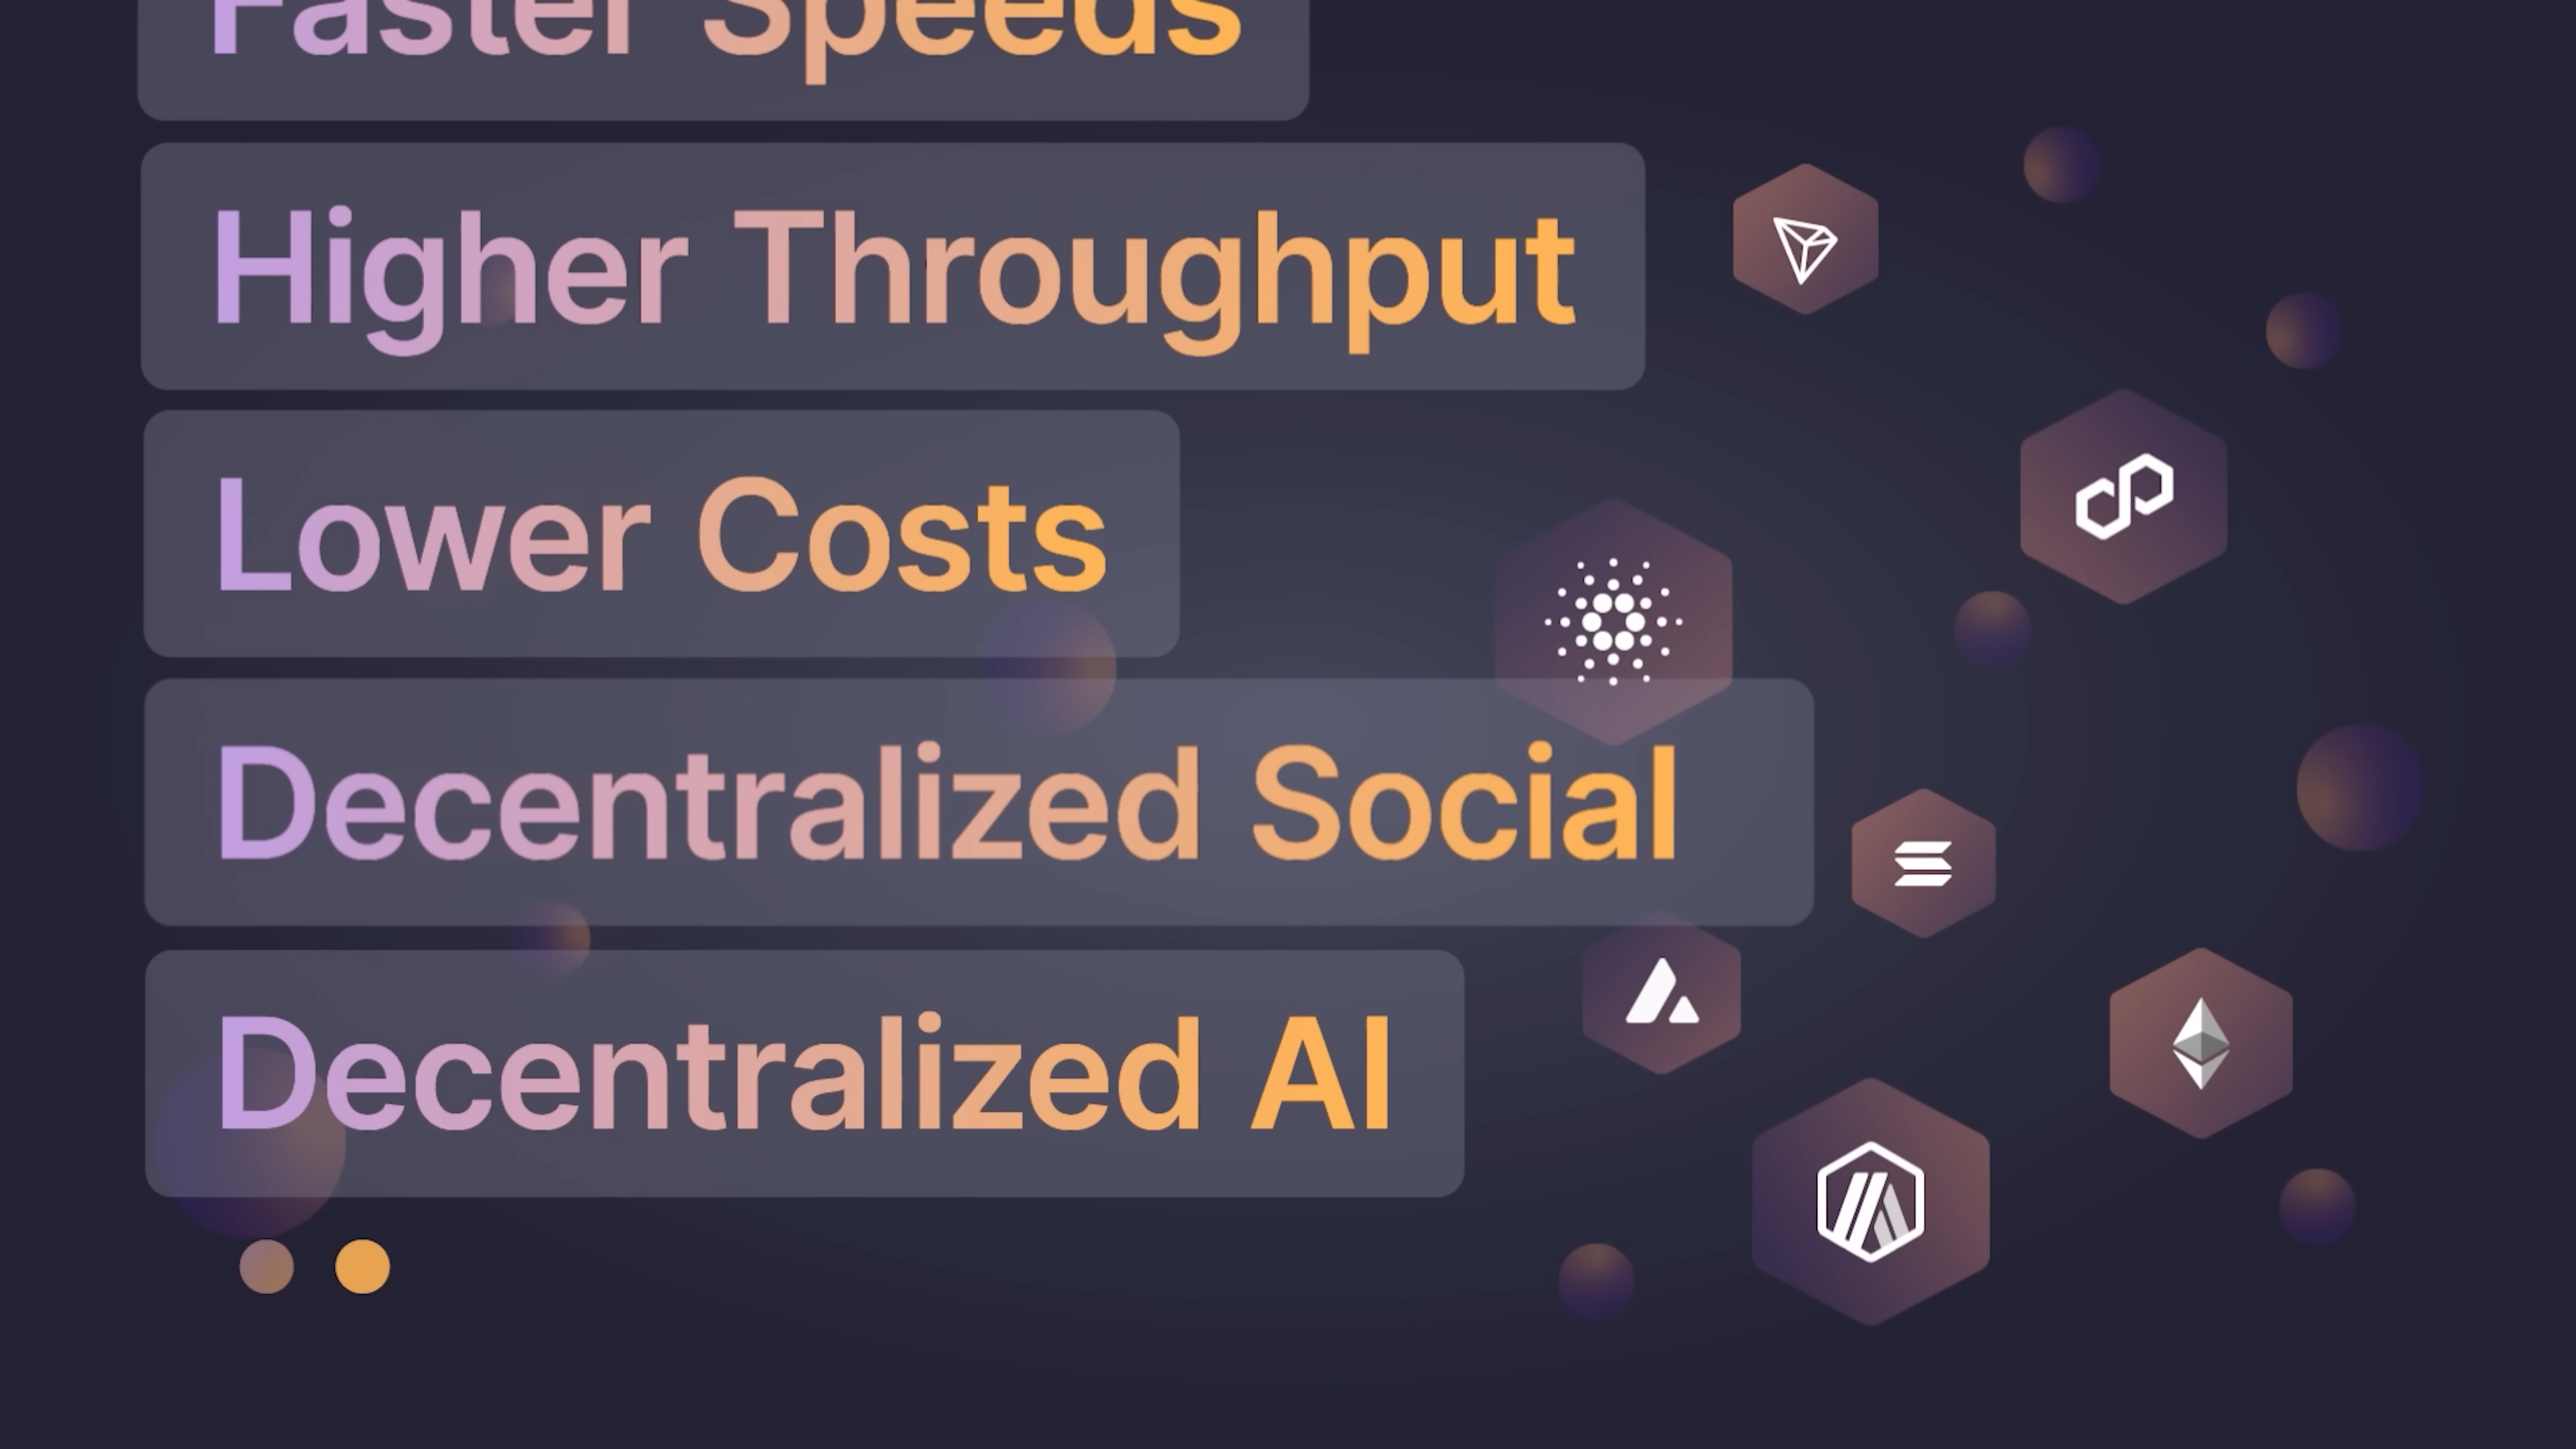 Faster Speeds
Higher Throughput
Lower Costs
Decentralized Social
Decentralized AI